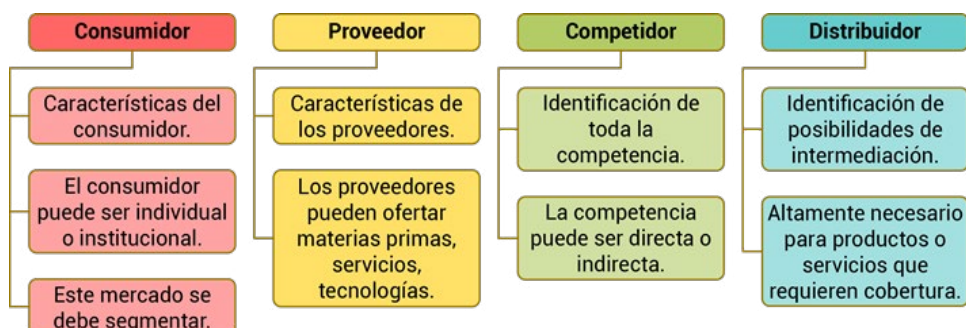 Consumidor
Características del
consumidor.
El consumidor
puede ser individual
o institucional.
Este mercado se
debe segmentar.
Proveedor
Características de
los proveedores.
Los proveedores
pueden ofertar
materias primas,
servicios,
tecnologías.
Competidor
Identificación de
toda la
competencia.
La competencia
puede ser directa o
indirecta.
Distribuidor
Identificación de
posibilidades de
intermediación.
Altamente necesario
para productos o
servicios que
requieren cobertura.